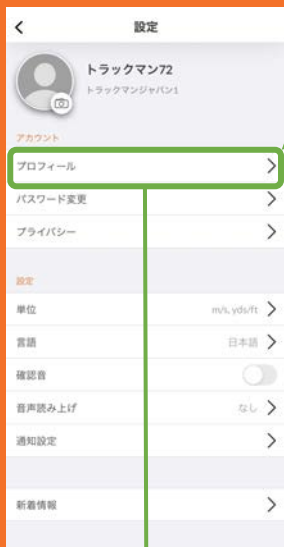 設定
トラックマン72
トラックマンジャパン1
アカウント
プロフィール
パスワード変更
プライバシー
設定
単位 m/s, yds/ft
言語 日本語
確認音
音声読み上げ なし
通知設定
新着情報